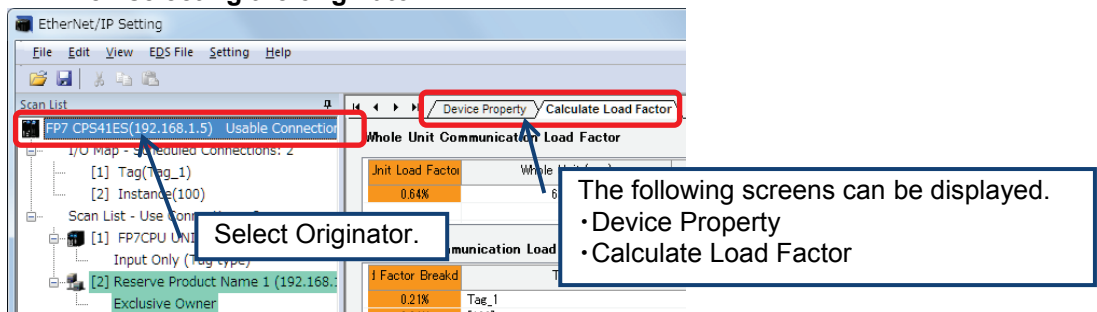 EtherNet/IP Setting
File Edit View EDS File Setting Help
Scan List
Device Property Calculate Load Factor
FP7 CPS41ES(192.168.1.5) Usable Connection
Whole Unit Communication Load Factor
I/O Map - Scheduled Connections: 2
[1] Tag(Tag_1)
Unit Load Factor
[2] Instance(100)
0.64%
The following screens can be displayed.
・Device Property
・Calculate Load Factor
Scan List - Use
Select Originator.
[1] FP7CPU UNI
Input Only (Tag type)
Load
Factor Breakd
[2] Reserve Product Name 1 (192.168.
0.21% Tag_1
Exclusive Owner